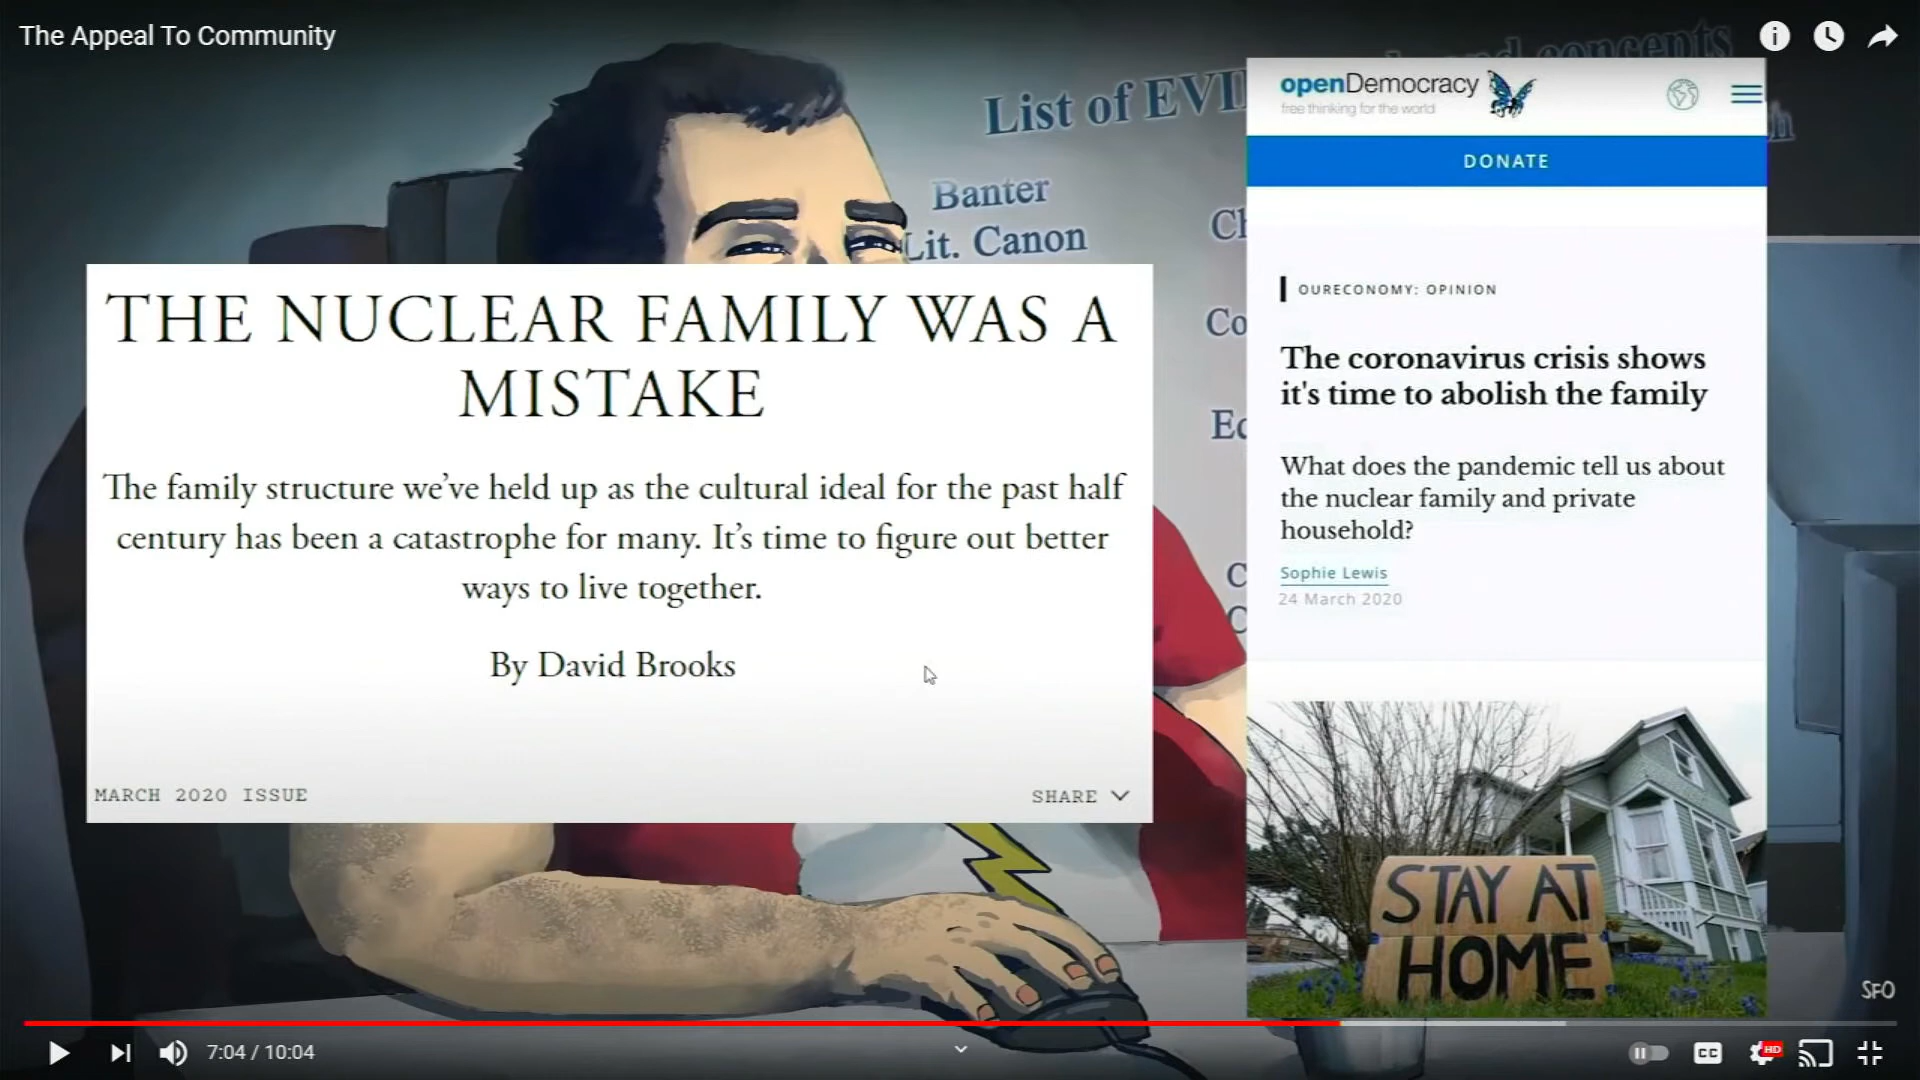 The Appeal To Community
List of
Banter
Lit. Canon
and concepts
THE NUCLEAR FAMILY WAS A
MISTAKE
The family structure we've held up as the cultural ideal for the past half
century has been a catastrophe for many. It's time to figure out better
ways to live together.
By David Brooks
MARCH 2020 ISSUE
SHARE
openDemocracy
free thinking for the world
DONATE
OURECONOMY: OPINION
The coronavirus crisis shows
it's time to abolish the family
What does the pandemic tell us about
the nuclear family and private
household?
Sophie Lewis
24 March 2020
STAY AT
HOME
SFO
7:04 / 10:04
CC
HD